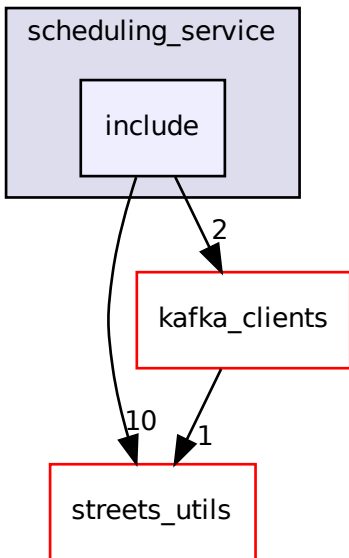 scheduling_service
include
2
kafka_clients
10
1
streets_utils